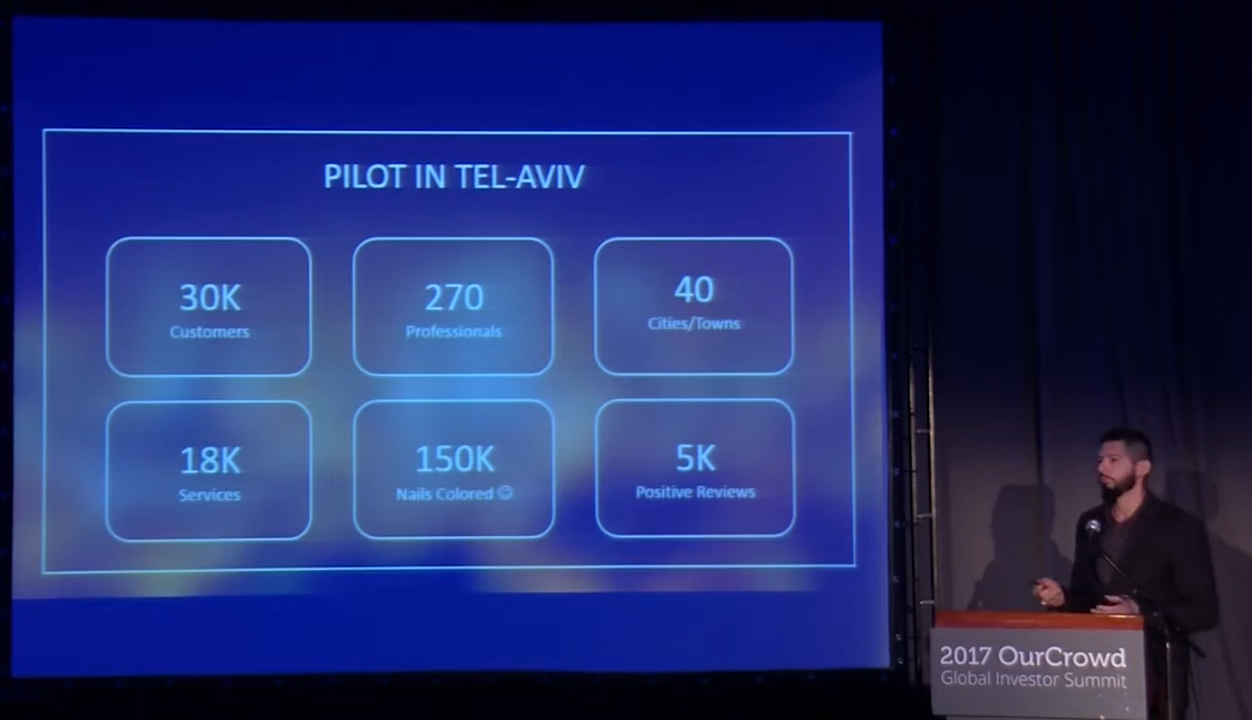 PILOT IN TEL-AVIV
30K
Customers
270
Professionals
40
Cities/Towns
18K
Services
150K
Nails Colored ☺
5K
Positive Reviews
2017 OurCrowd
Global Investor Summit